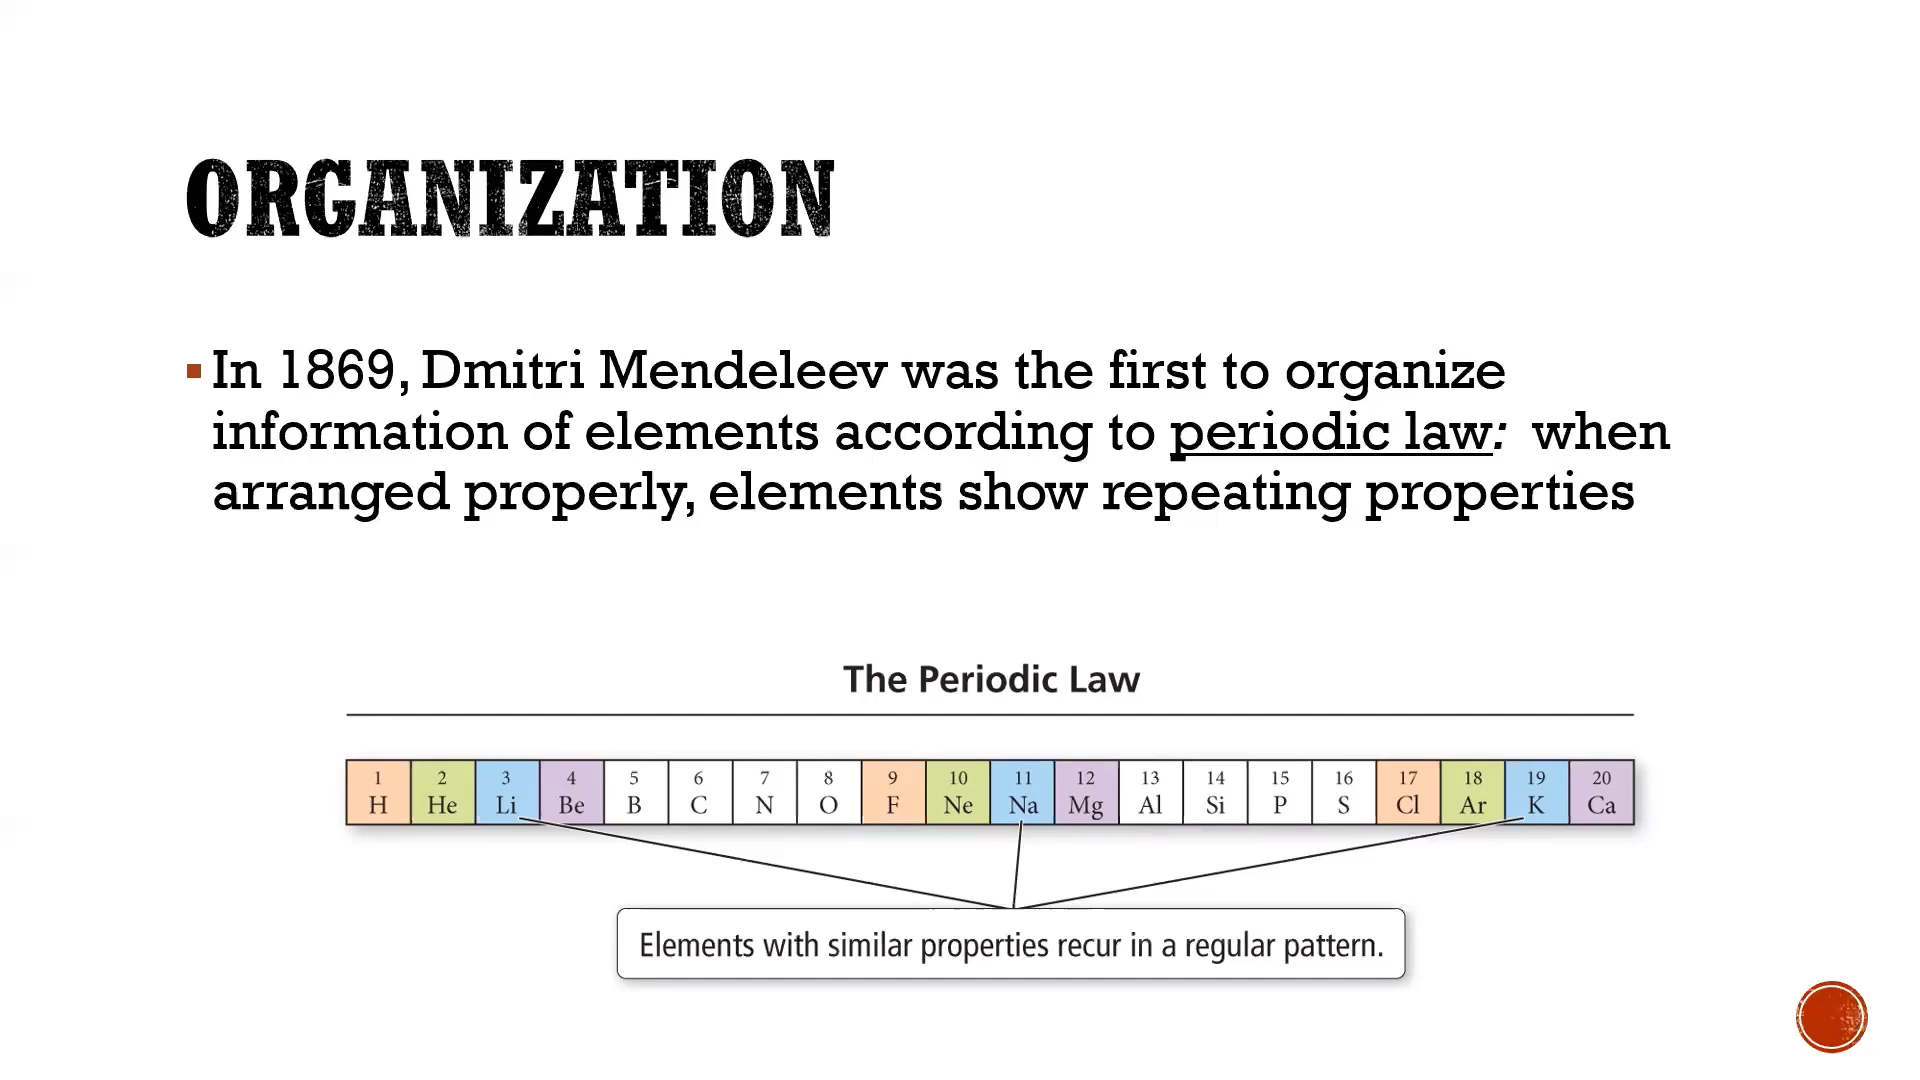 ORGANIZATION
In 1869, Dmitri Mendeleev was the first to organize
information of elements according to periodic law: when
arranged properly, elements show repeating properties
The Periodic Law
1 2 3 4 5 6 7 8 9 10 11 12 13 14 15 16 17 18 19 20
H He Li Be B C N O F Ne Na Mg Al Si P S Cl Ar K Ca
Elements with similar properties recur in a regular pattern.